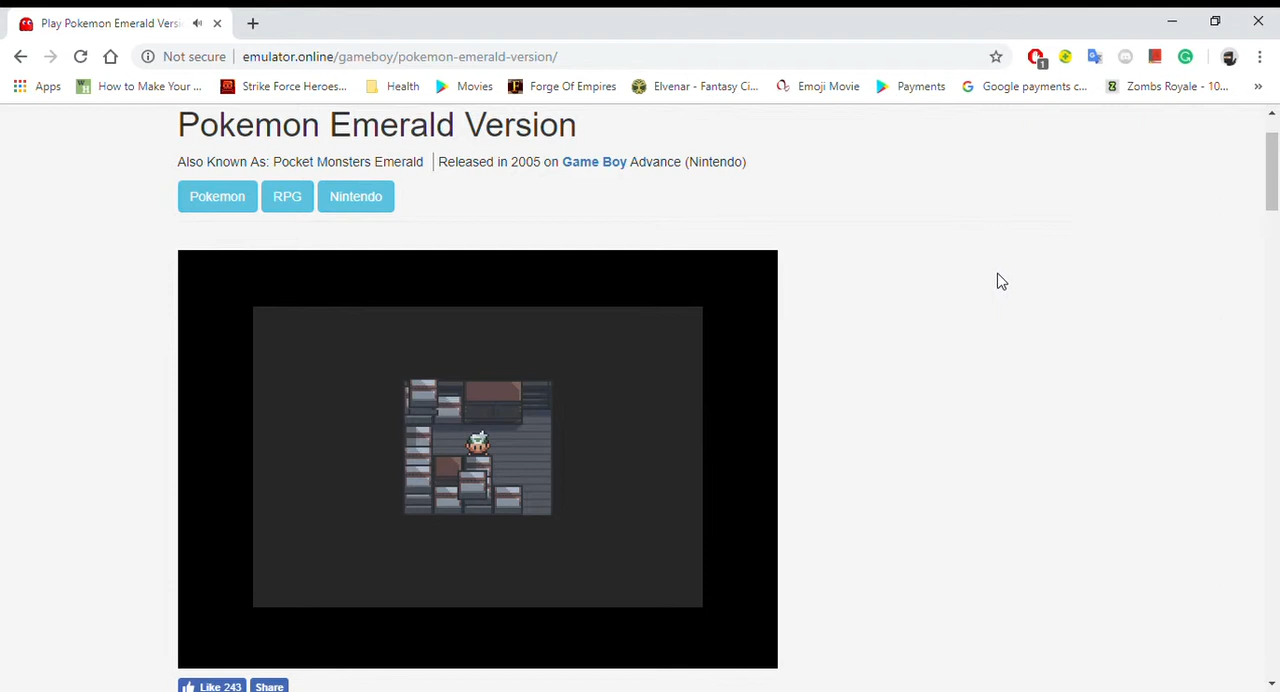 Play Pokemon Emerald Versi
Not secure emulator.online/gameboy/pokemon-emerald-version/
1
Apps How to Make Your ... Strike Force Heroes... Health Movies Forge Of Empires Elvenar - Fantasy Ci... Emoji Movie Payments Google payments c... Zombs Royale - 10... »
Pokemon Emerald Version
Also Known As: Pocket Monsters Emerald Released in 2005 on Game Boy Advance (Nintendo)
Pokemon RPG Nintendo
Like 243 Share